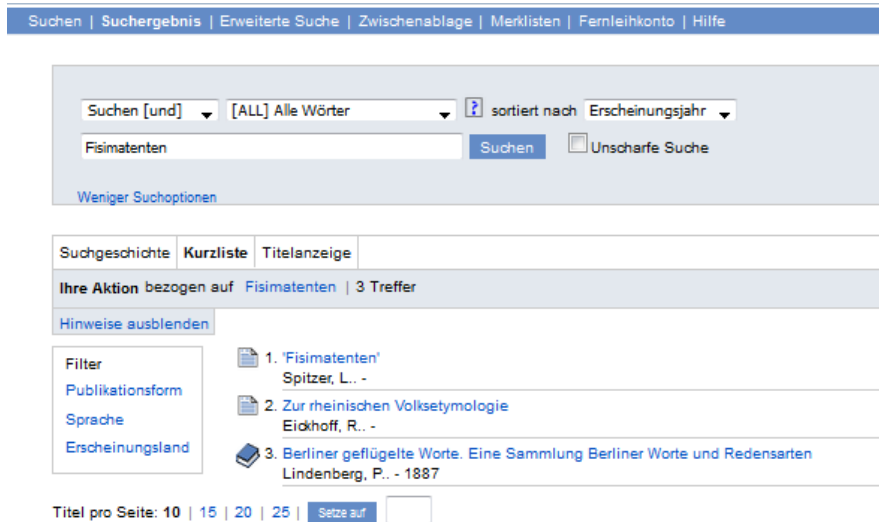 Suchen | Suchergebnis | Erweiterte Suche | Zwischenablage | Merklisten | Fernleihkonto | Hilfe
Suchen [und] [ALL] Alle Wörter ? sortiert nach Erscheinungsjahr
Fisimatenten Suchen Unscharfe Suche
Weniger Suchoptionen
Suchgeschichte Kurzliste Titelanzeige
Ihre Aktion bezogen auf Fisimatenten | 3 Treffer
Hinweise ausblenden
Filter
Publikationsform
Sprache
Erscheinungsland
1. 'Fisimatenten'
Spitzer, L.. -
2. Zur rheinischen Volksetymologie
Eickhoff, R.. -
3. Berliner geflügelte Worte. Eine Sammlung Berliner Worte und Redensarten
Lindenberg, P.. - 1887
Titel pro Seite: 10 | 15 | 20 | 25 | Setze auf